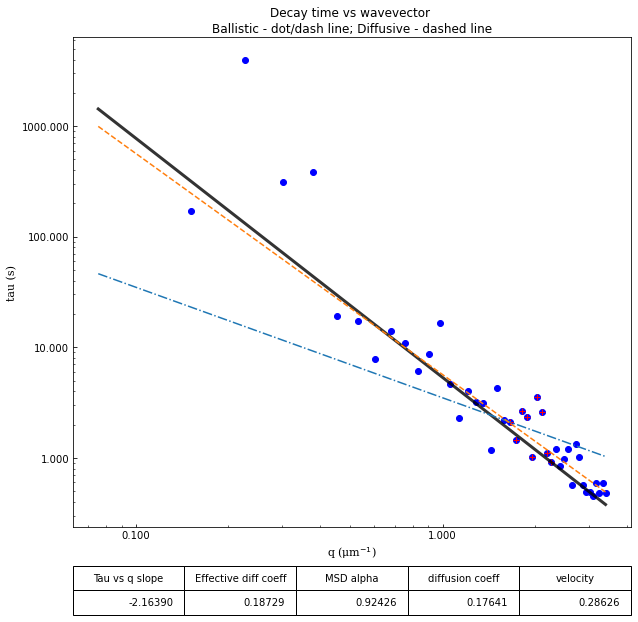 Decay time vs wavevector
Ballistic - dot/dash line; Diffusive - dashed line
1000.000
100.000
10.000
1.000
tau (s)
0.100 1.000
q (μm⁻¹)
Tau vs q slope Effective diff coeff MSD alpha diffusion coeff velocity
-2.16390 0.18729 0.92426 0.17641 0.28626